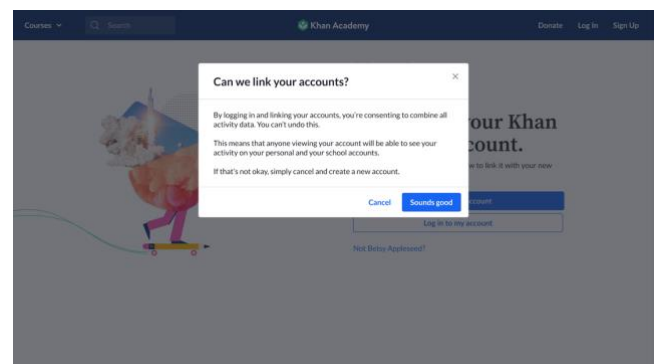 Courses
Search
Khan Academy
Donate
Log In
Sign Up
Can we link your accounts?
By logging in and linking your accounts, you're consenting to combine all
activity data. You can't undo this.
This means that anyone viewing your account will be able to see your
activity on your personal and your school accounts.
If that's not okay, simply cancel and create a new account.
Cancel
Sounds good
our Khan
count.
to link it with your new
account
Log in to my account
Not Betsy Appleseed?